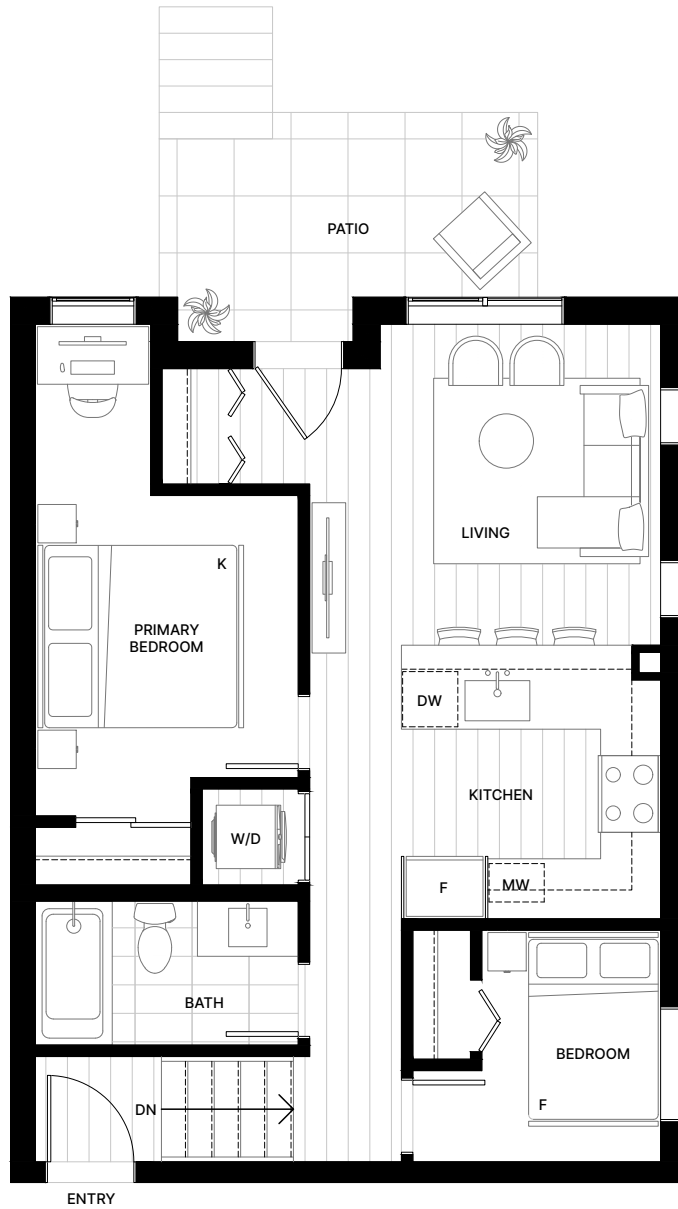 PATIO
LIVING
K
PRIMARY
BEDROOM
DW
KITCHEN
W/D
F
MW
BATH
BEDROOM
F
DN
ENTRY